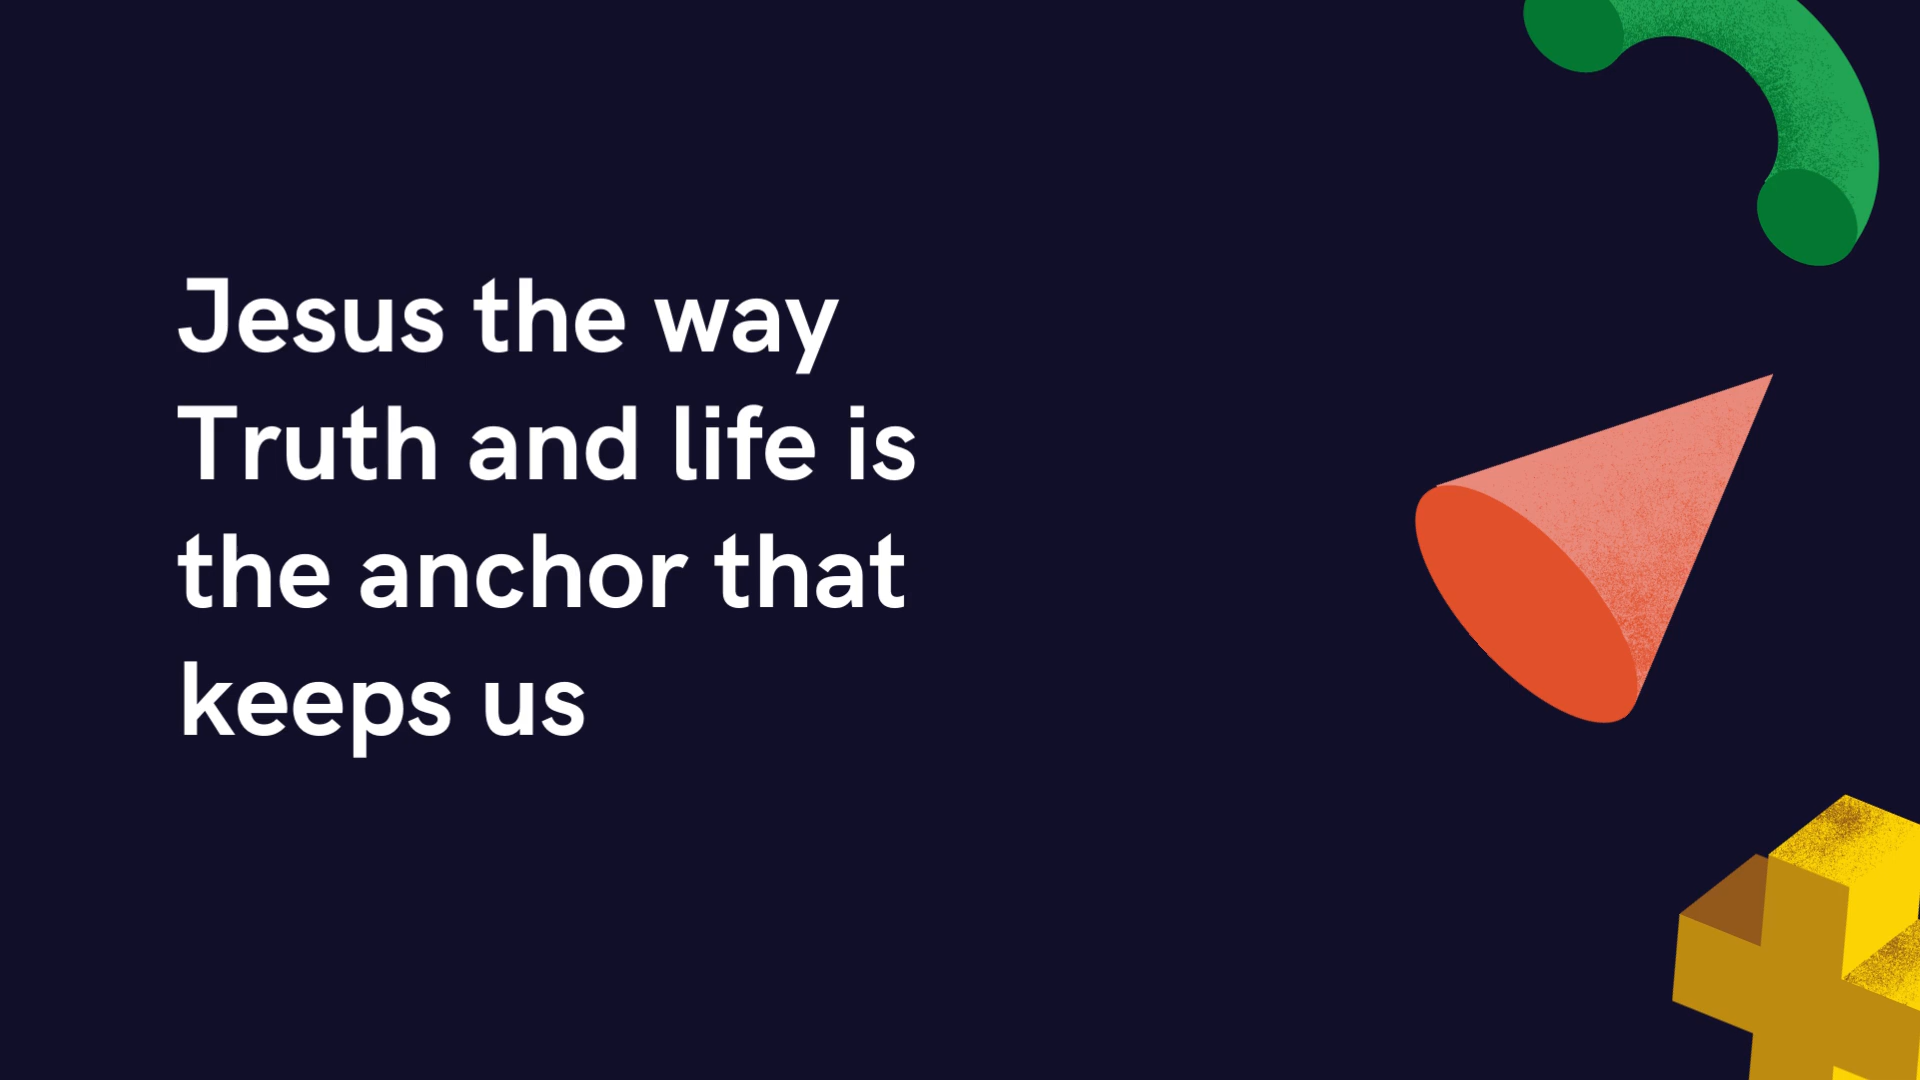 Jesus the way
Truth and life is
the anchor that
keeps us